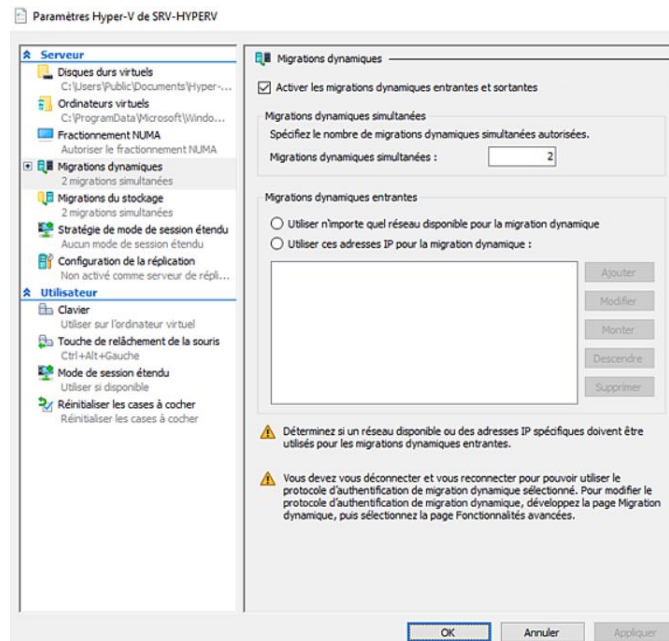 Paramètres Hyper-V de SRV-HYPERV
Serveur
Disques durs virtuels
C:\Users\Public\Documents\Hyper-...
Ordinateurs virtuels
C:\ProgramData\Microsoft\Windo...
Fractionnement NUMA
Autoriser le fractionnement NUMA
Migrations dynamiques
2 migrations simultanées
Migrations du stockage
2 migrations simultanées
Stratégie de mode de session étendu
Aucun mode de session étendu
Configuration de la réplication
Non activé comme serveur de répli...
Utilisateur
Clavier
Utiliser sur l'ordinateur virtuel
Touche de relâchement de la souris
Ctrl+Alt+Gauche
Mode de session étendu
Utiliser si disponible
Réinitialiser les cases à cocher
Réinitialiser les cases à cocher
Migrations dynamiques
Activer les migrations dynamiques entrantes et sortantes
Migrations dynamiques simultanées
Spécifiez le nombre de migrations dynamiques simultanées autorisées.
Migrations dynamiques simultanées : 2
Migrations dynamiques entrantes
Utiliser n'importe quel réseau disponible pour la migration dynamique
Utiliser ces adresses IP pour la migration dynamique :
Ajouter
Modifier
Monter
Descendre
Supprimer
Déterminez si un réseau disponible ou des adresses IP spécifiques doivent être
utilisés pour les migrations dynamiques entrantes.
Vous devez vous déconnecter et vous reconnecter pour pouvoir utiliser le
protocole d'authentification de migration dynamique sélectionné. Pour modifier le
protocole d'authentification de migration dynamique, développez la page Migration
dynamique, puis sélectionnez la page Fonctionnalités avancées.
OK Annuler Appliquer